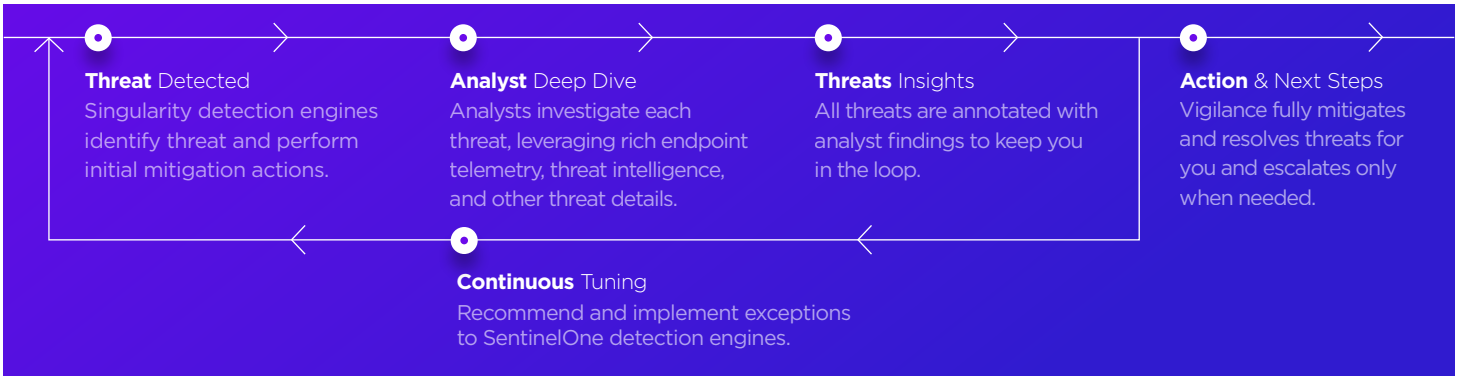 Threat Detected
Singularity detection engines
identify threat and perform
initial mitigation actions.
Analyst Deep Dive
Analysts investigate each
threat, leveraging rich endpoint
telemetry, threat intelligence,
and other threat details.
Threats Insights
All threats are annotated with
analyst findings to keep you
in the loop.
Action & Next Steps
Vigilance fully mitigates
and resolves threats for
you and escalates only
when needed.
Continuous Tuning
Recommend and implement exceptions
to SentinelOne detection engines.